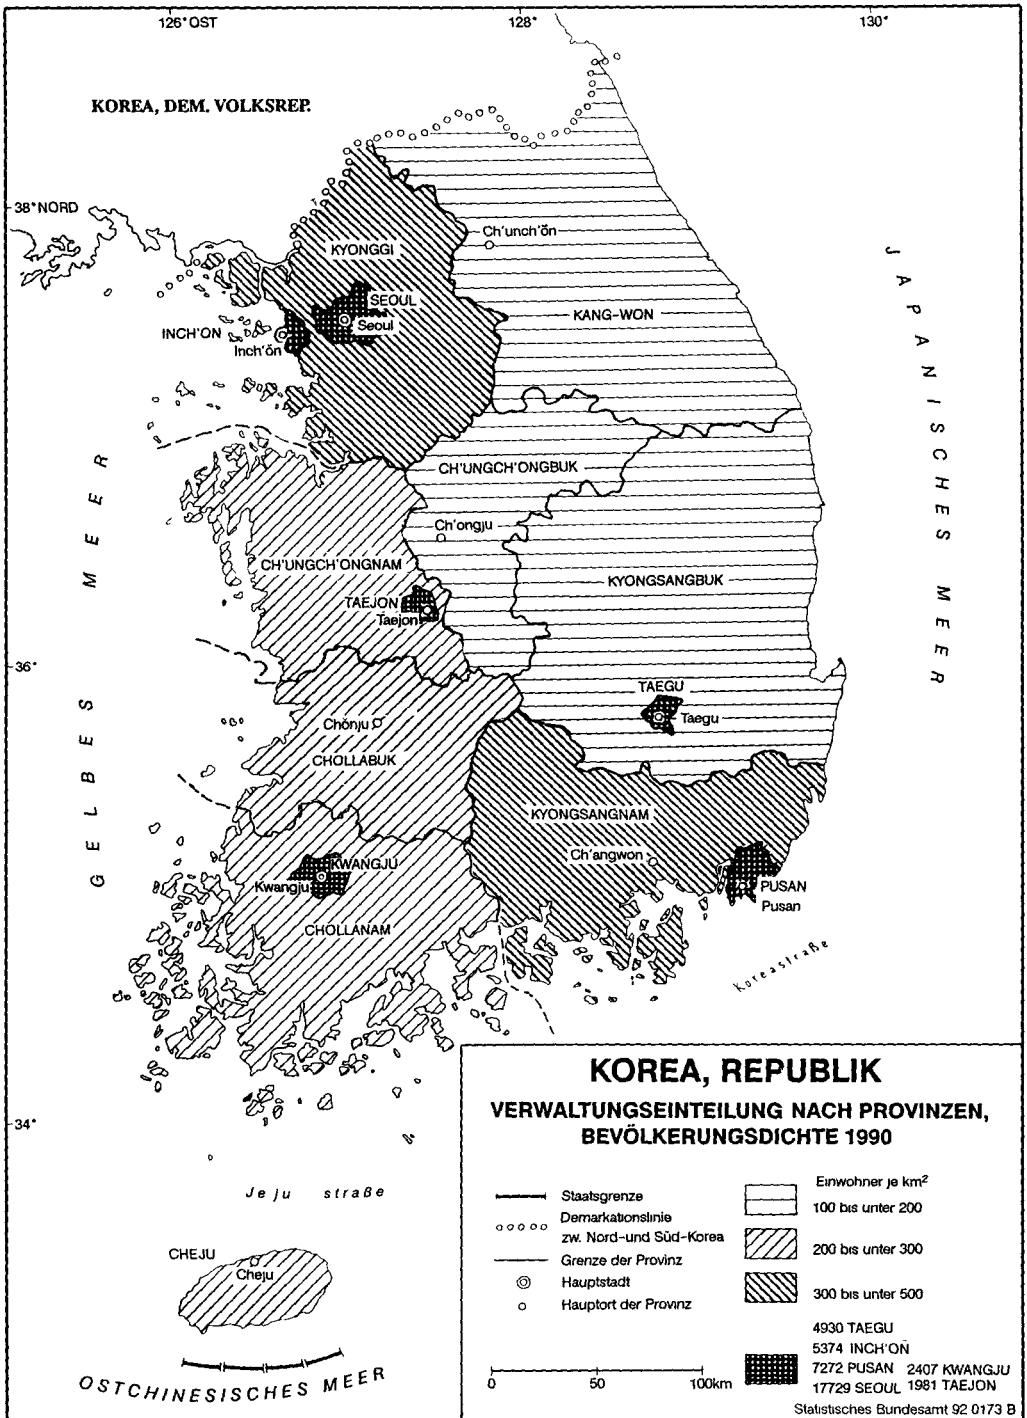 126° OST
128°
130°
KOREA, DEM. VOLKSREP.
38° NORD
KYONGGI
Ch'unch'ŏn
SEOUL
Seoul
INCH'ON
Inch'ŏn
KANG-WON
JAPANISCHES MEER
CH'UNGCH'ONGBUK
Ch'ongju
CH'UNGCH'ONGNAM
KYONGSANGBUK
TAEJON
Taejon
GELBES MEER
36°
TAEGU
Taegu
Chŏnju
CHOLLABUK
KYONGSANGNAM
Ch'angwon
KWANGJU
Kwangju
PUSAN
Pusan
CHOLLANAM
Koreastraße
34°
Jeju straße
CHEJU
Cheju
OSTCHINESISCHES MEER
KOREA, REPUBLIK
VERWALTUNGSEINTEILUNG NACH PROVINZEN,
BEVÖLKERUNGSDICHTE 1990
Staatsgrenze
Demarkationslinie
zw. Nord-und Süd-Korea
Grenze der Provinz
Hauptstadt
Hauptort der Provinz
0 50 100km
Einwohner je km²
100 bis unter 200
200 bis unter 300
300 bis unter 500
4930 TAEGU
5374 INCH'ON
7272 PUSAN 2407 KWANGJU
17729 SEOUL 1981 TAEJON
Statistisches Bundesamt 92 0173 B